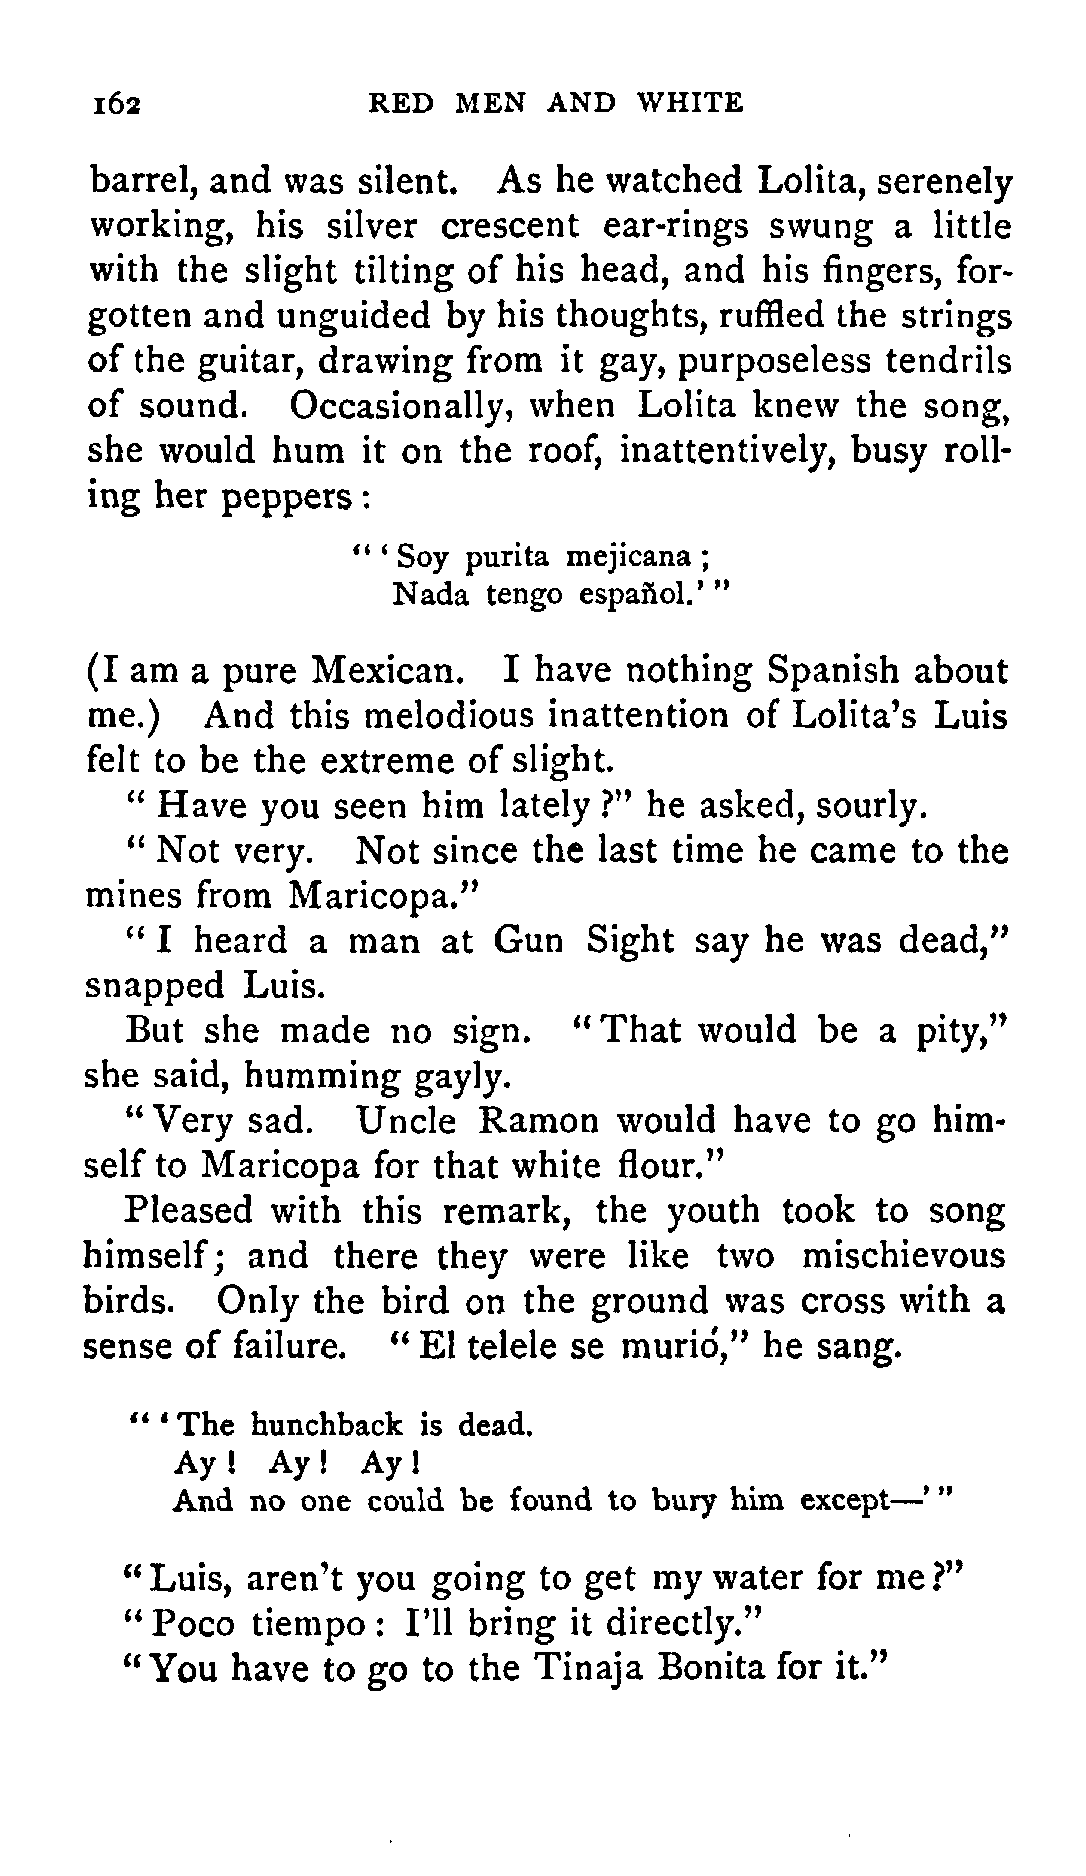 162 RED MEN AND WHITE
barrel, and was silent. As he watched Lolita, serenely
working, his silver crescent ear-rings swung a little
with the slight tilting of his head, and his fingers, for-
gotten and unguided by his thoughts, ruffled the strings
of the guitar, drawing from it gay, purposeless tendrils
of sound. Occasionally, when Lolita knew the song,
she would hum it on the roof, inattentively, busy roll-
ing her peppers :
“ ‘ Soy purita mejicana ;
Nada tengo español.’ ”
(I am a pure Mexican. I have nothing Spanish about
me.) And this melodious inattention of Lolita’s Luis
felt to be the extreme of slight.
“ Have you seen him lately ?” he asked, sourly.
“ Not very. Not since the last time he came to the
mines from Maricopa.”
“ I heard a man at Gun Sight say he was dead,”
snapped Luis.
But she made no sign. “ That would be a pity,”
she said, humming gayly.
“ Very sad. Uncle Ramon would have to go him-
self to Maricopa for that white flour.”
Pleased with this remark, the youth took to song
himself; and there they were like two mischievous
birds. Only the bird on the ground was cross with a
sense of failure. “ El telele se murió,” he sang.
“ ‘ The hunchback is dead.
Ay ! Ay ! Ay !
And no one could be found to bury him except—’ ”
“ Luis, aren’t you going to get my water for me ?”
“ Poco tiempo : I’ll bring it directly.”
“ You have to go to the Tinaja Bonita for it.”